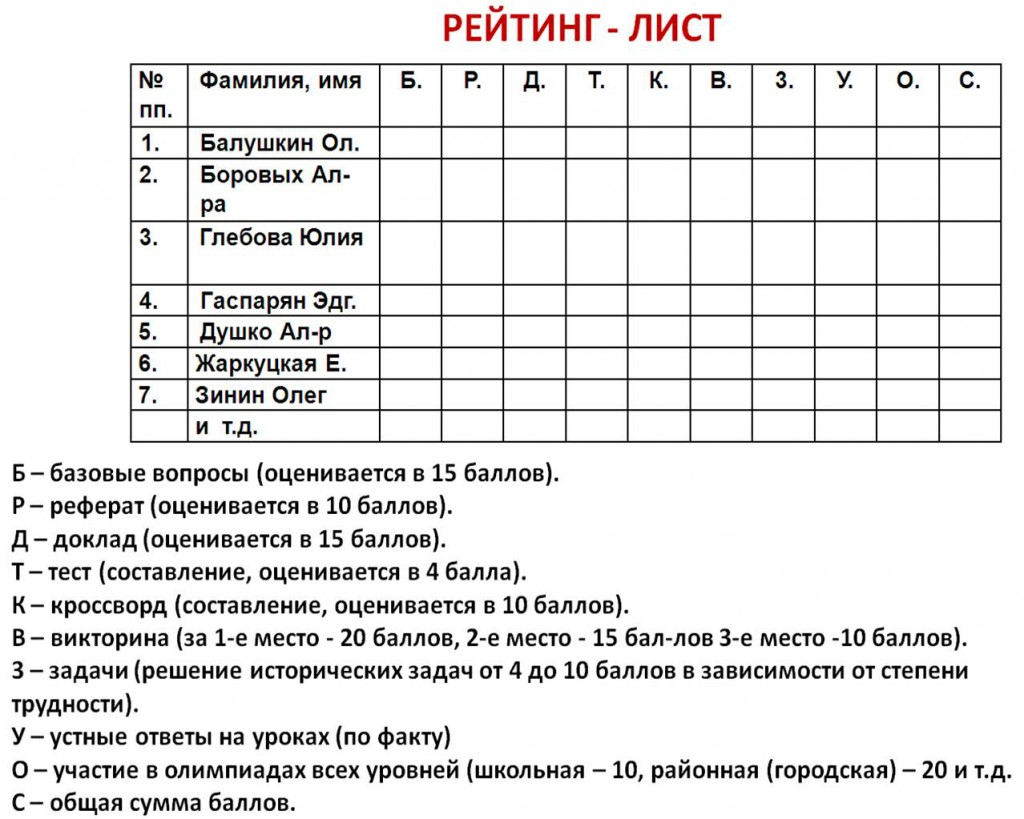 РЕЙТИНГ - ЛИСТ
№ пп. Фамилия, имя Б. Р. Д. Т. К. В. З. У. О. С.
1. Балушкин Ол.
2. Боровых Ал-
ра
3. Глебова Юлия
4. Гаспарян Эдг.
5. Душко Ал-р
6. Жаркуцкая Е.
7. Зинин Олег
и т.д.
Б – базовые вопросы (оценивается в 15 баллов).
Р – реферат (оценивается в 10 баллов).
Д – доклад (оценивается в 15 баллов).
Т – тест (составление, оценивается в 4 балла).
К – кроссворд (составление, оценивается в 10 баллов).
В – викторина (за 1-е место - 20 баллов, 2-е место - 15 бал-лов 3-е место -10 баллов).
З – задачи (решение исторических задач от 4 до 10 баллов в зависимости от степени
трудности).
У – устные ответы на уроках (по факту)
О – участие в олимпиадах всех уровней (школьная – 10, районная (городская) – 20 и т.д.
С – общая сумма баллов.